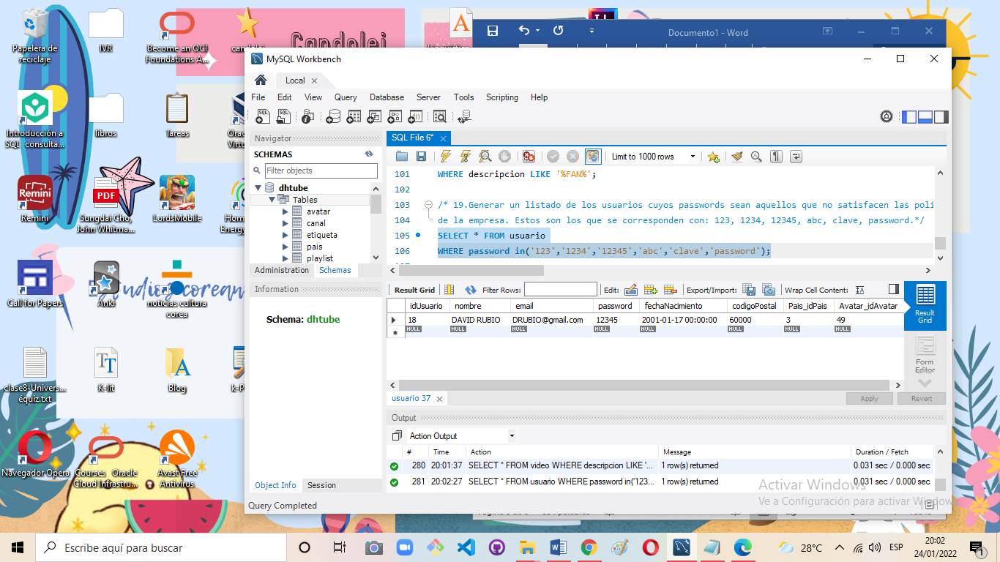 Papelera de
reciclaje
IVR
Become an OCI
Foundations A...
candolei
Candolei
Lingüística
Documento1 - Word
Introducción a
SQL_consulta...
libros
Tareas
Remini
Remini
PDF
Sungdai Cho,
John Whitma...
LordsMobile
Call for Papers
Anki
noticias cultura
corea
clase8-Univers...
équiz.txt
K-lit
Blog
Navegador Opera
Courses _ Oracle
Cloud Infrastru...
Avast Free
Antivirus
MySQL Workbench
Local
File Edit View Query Database Server Tools Scripting Help
Navigator
SCHEMAS
Filter objects
dhtube
Tables
avatar
canal
etiqueta
pais
playlist
Administration Schemas
Information
Schema: dhtube
Object Info Session
Query Completed
SQL File 6*
Limit to 1000 rows
101 WHERE descripcion LIKE '%FAN%';
102
103 /* 19.Generar un listado de los usuarios cuyos passwords sean aquellos que no satisfacen las polí
104 de la empresa. Estos son los que se corresponden con: 123, 1234, 12345, abc, clave, password.*/
105 SELECT * FROM usuario
106 WHERE password in('123','1234','12345','abc','clave','password');
Result Grid Filter Rows: Edit: Export/Import: Wrap Cell Content:
idUsuario nombre email password fechaNacimiento codigoPostal Pais_idPais Avatar_idAvatar
18 DAVID RUBIO DRUBIO@gmail.com 12345 2001-01-17 00:00:00 60000 3 49
NULL NULL NULL NULL NULL NULL NULL NULL
Result
Grid
Form
Editor
usuario 37
Apply Revert
Output
Action Output
# Time Action Message Duration / Fetch
280 20:01:37 SELECT * FROM video WHERE descripcion LIKE '... 1 row(s) returned 0.031 sec / 0.000 sec
281 20:02:27 SELECT * FROM usuario WHERE password in('123... 1 row(s) returned 0.031 sec / 0.000 sec
Activar Windows
Ve a Configuración para activar Window
Escribe aquí para buscar
28°C
ESP
20:02
24/01/2022
1